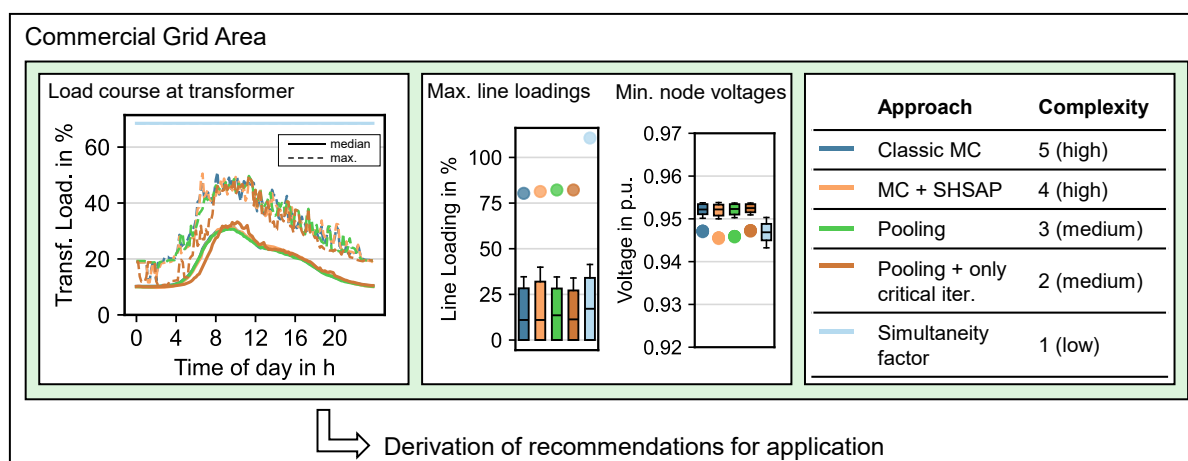 Commercial Grid Area
Load course at transformer
Transf. Load. in %
60
40
20
0
median
max.
0 4 8 12 16 20
Time of day in h
Max. line loadings
Line Loading in %
100
75
50
25
0
Min. node voltages
Voltage in p.u.
0.97
0.96
0.95
0.94
0.93
0.92
Approach Complexity
Classic MC 5 (high)
MC + SHSAP 4 (high)
Pooling 3 (medium)
Pooling + only
critical iter. 2 (medium)
Simultaneity
factor 1 (low)
Derivation of recommendations for application